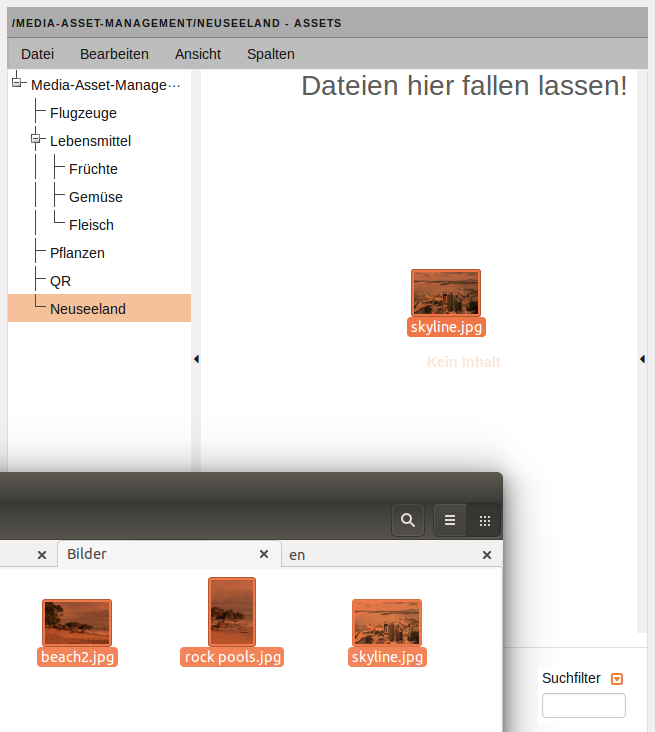 /MEDIA-ASSET-MANAGEMENT/NEUSEELAND - ASSETS
Datei Bearbeiten Ansicht Spalten
Media-Asset-Manage···
Flugzeuge
Lebensmittel
Früchte
Gemüse
Fleisch
Pflanzen
QR
Neuseeland
Dateien hier fallen lassen!
skyline.jpg
Kein Inhalt
Bilder
en
beach2.jpg rock pools.jpg skyline.jpg
Suchfilter